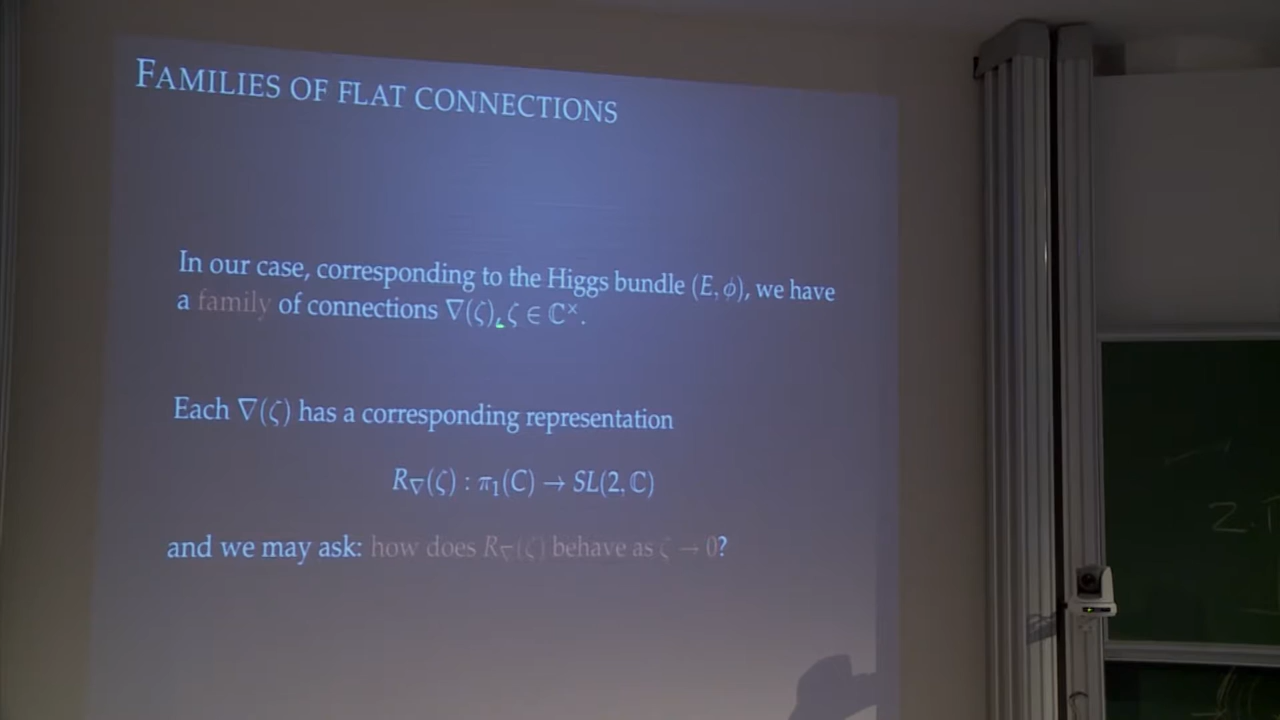 FAMILIES OF FLAT CONNECTIONS
In our case, corresponding to the Higgs bundle (E, ϕ), we have
a family of connections ∇(ζ), ζ ∈ ℂ×.
Each ∇(ζ) has a corresponding representation
R∇(ζ) : π₁(C) → SL(2, ℂ)
and we may ask: how does R∇(ζ) behave as ζ → 0?